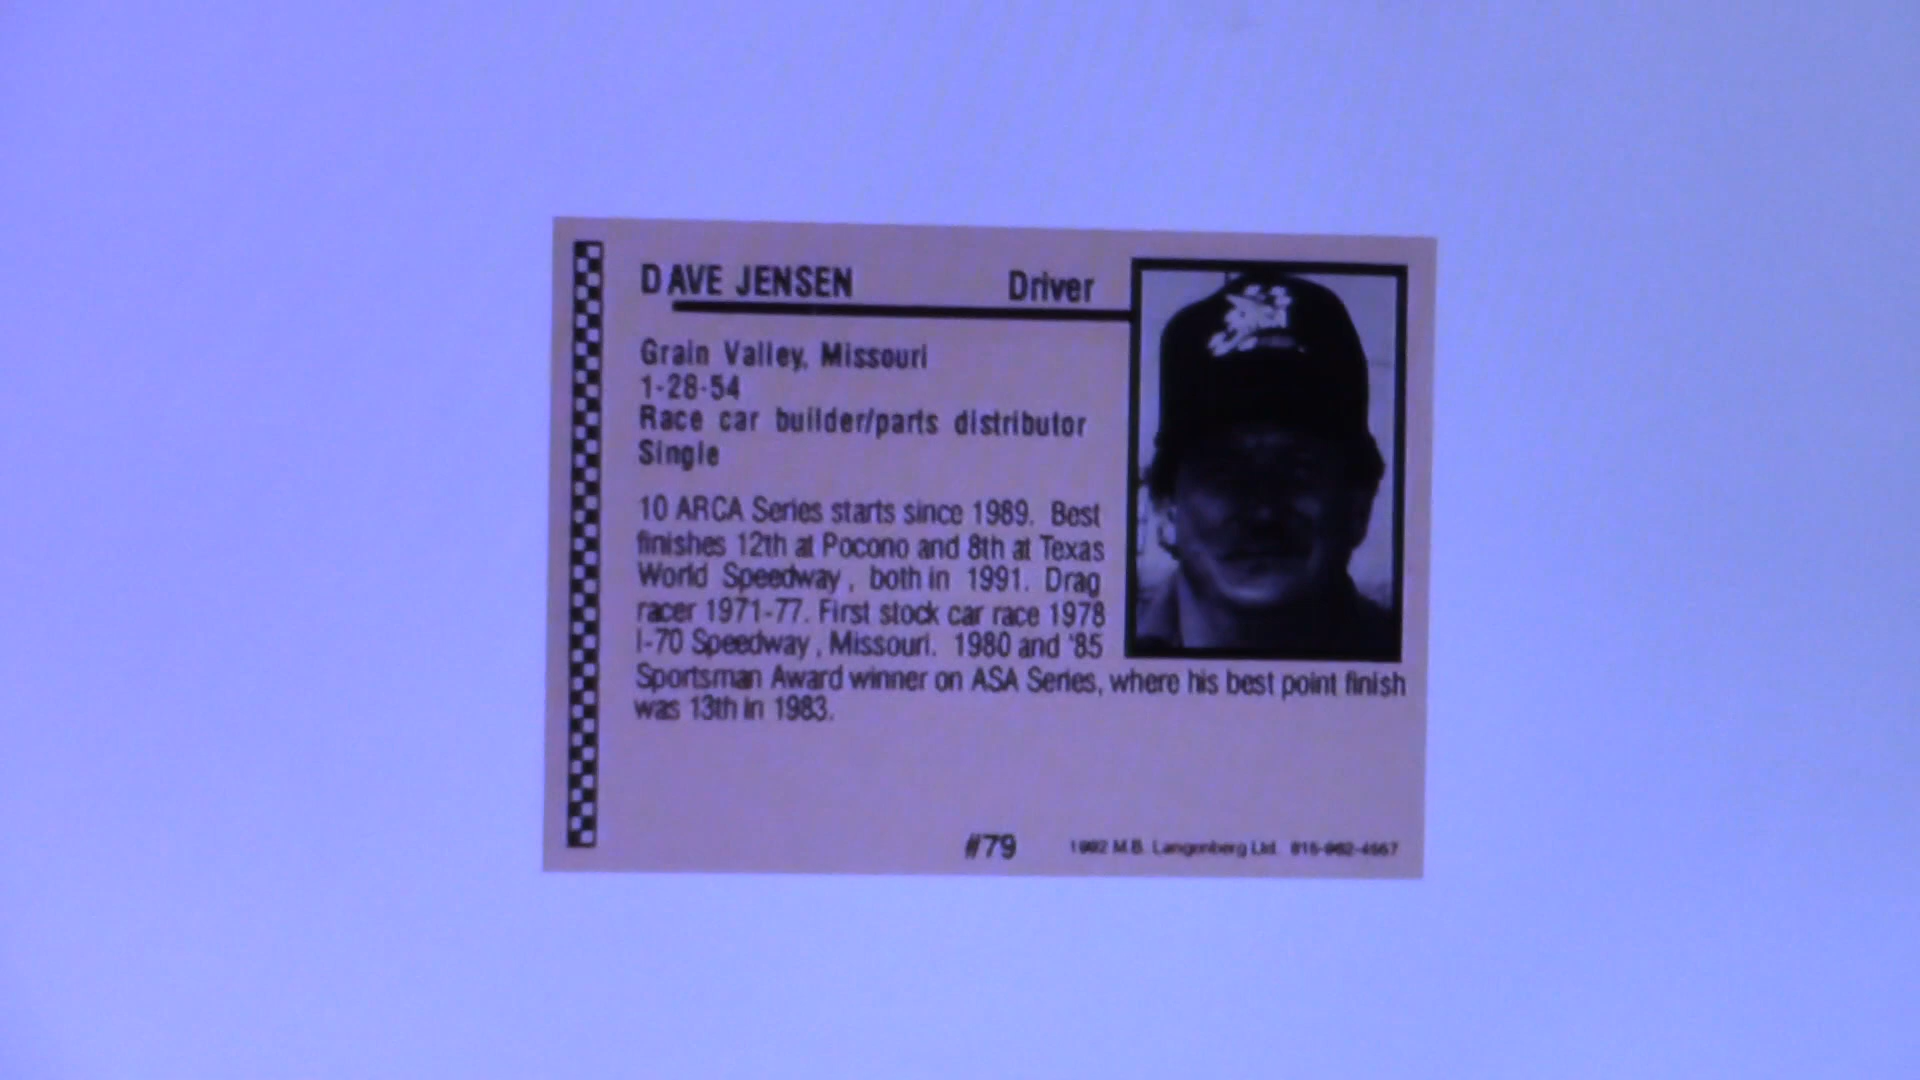 DAVE JENSEN Driver
Grain Valley, Missouri
1-28-54
Race car builder/parts distributor
Single
10 ARCA Series starts since 1989. Best
finishes 12th at Pocono and 8th at Texas
World Speedway, both in 1991. Drag
racer 1971-77. First stock car race 1978
I-70 Speedway, Missouri. 1980 and '85
Sportsman Award winner on ASA Series, where his best point finish
was 13th in 1983.
#79 1992 M.B. Langenberg Ltd.